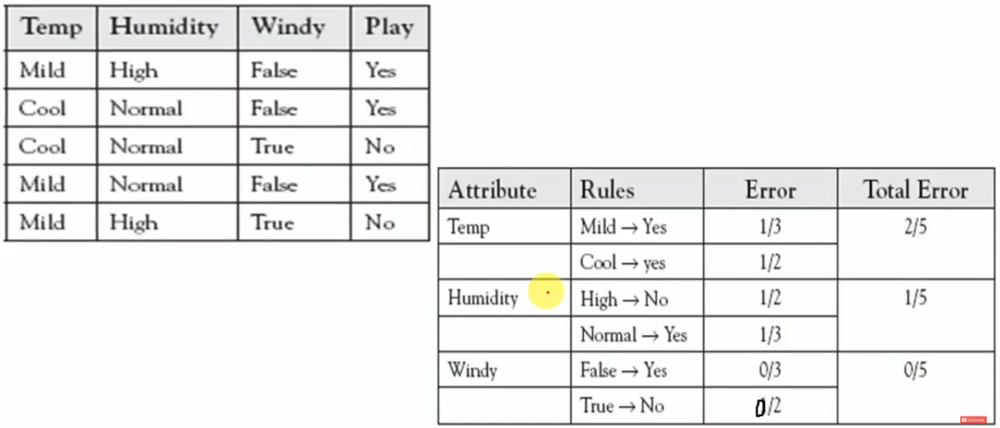 Temp Humidity Windy Play
Mild High False Yes
Cool Normal False Yes
Cool Normal True No
Mild Normal False Yes
Mild High True No
Attribute Rules Error Total Error
Temp Mild → Yes 1/3 2/5
Cool → yes 1/2
Humidity High → No 1/2 1/5
Normal → Yes 1/3
Windy False → Yes 0/3 0/5
True → No 0/2
Subscribe